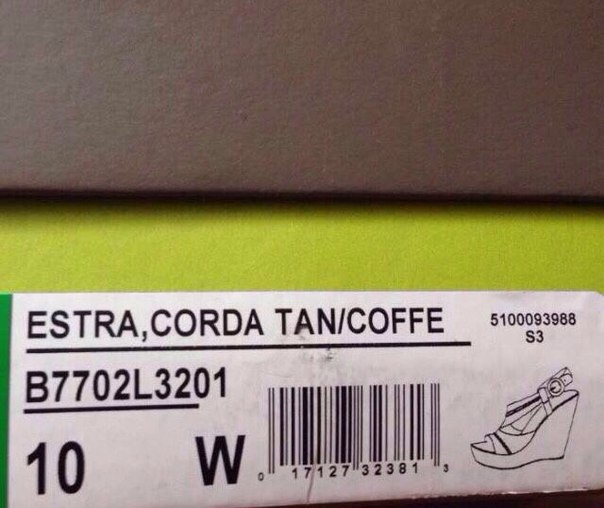 ESTRA,CORDA TAN/COFFE
5100093988
S3
B7702L3201
10 W
0 17127 32381 3